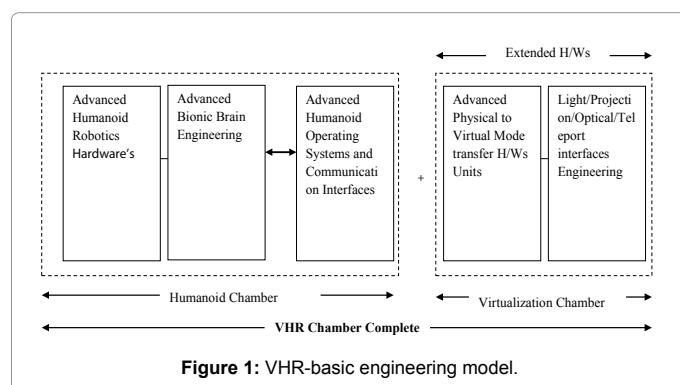 Extended H/Ws
Advanced
Humanoid
Robotics
Hardware's
Advanced
Bionic Brain
Engineering
Advanced
Humanoid
Operating
Systems and
Communicati
on Interfaces
+
Advanced
Physical to
Virtual Mode
transfer H/Ws
Units
Light/Projecti
on/Optical/Tel
eport
interfaces
Engineering
Humanoid Chamber
Virtualization Chamber
VHR Chamber Complete
Figure 1: VHR-basic engineering model.